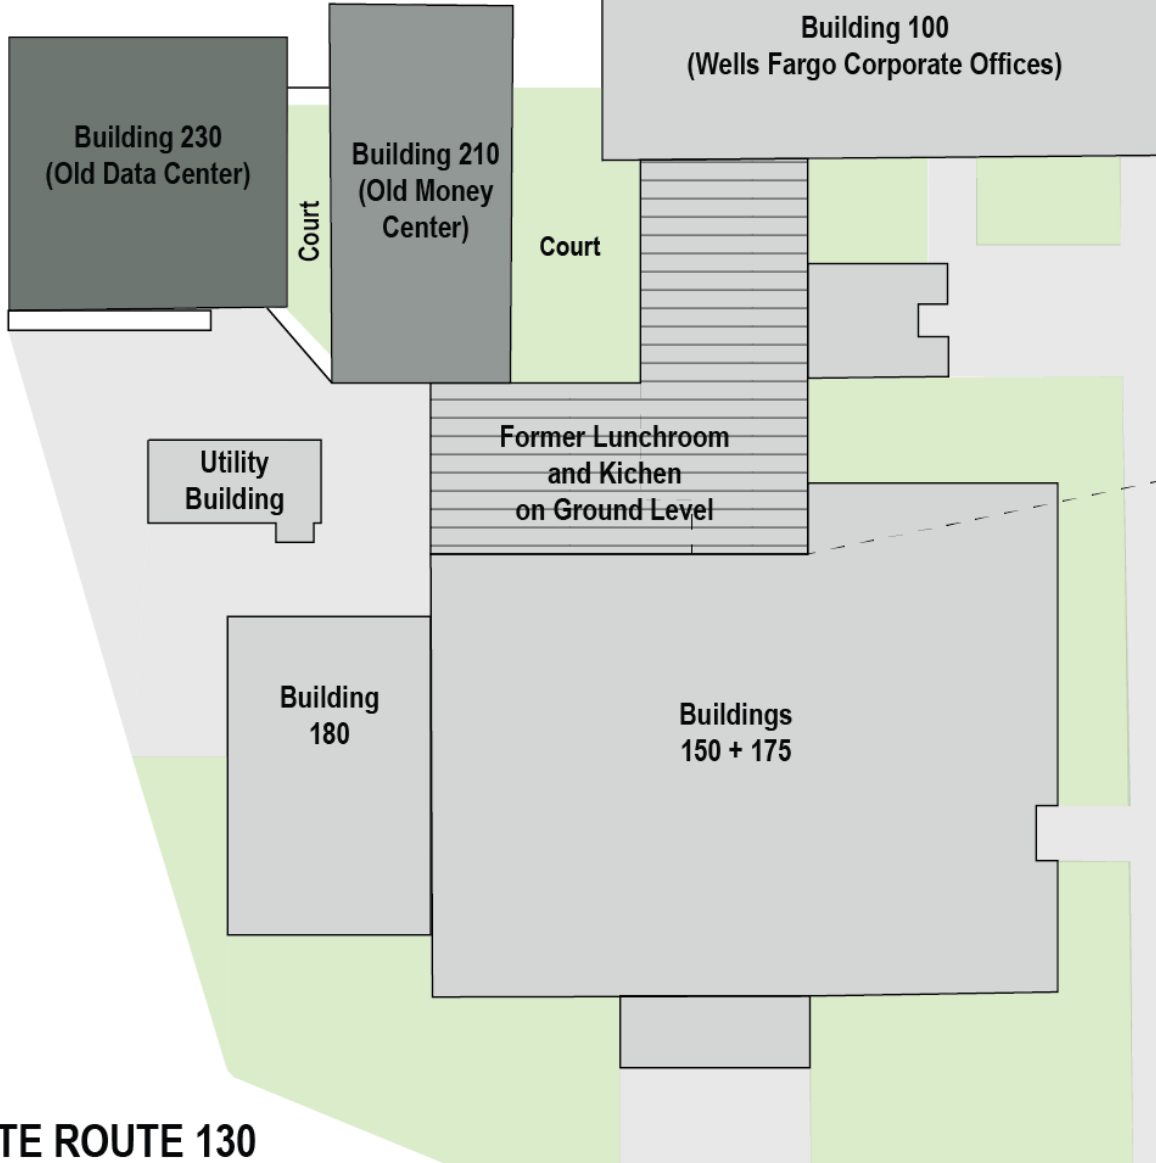 Building 100
(Wells Fargo Corporate Offices)
Building 230
(Old Data Center)
Court
Building 210
(Old Money
Center)
Court
Former Lunchroom
and Kichen
on Ground Level
Utility
Building
Building
180
Buildings
150 + 175
TE ROUTE 130